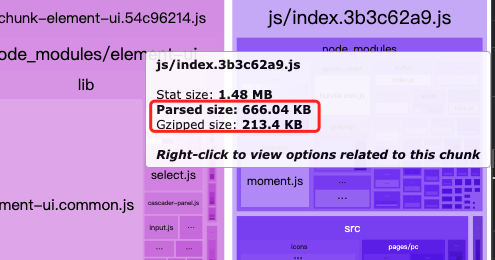 chunk-element-ui.54c96214.js
js/index.3b3c62a9.js
ode_modules/element-ui
node_modules
lib
js/index.3b3c62a9.js
Stat size: 1.48 MB
Parsed size: 666.04 KB
Gzipped size: 213.4 KB
Right-click to view options related to this chunk
select.js
moment.js
...
cascader-panel.js
...
ment-ui.common.js
input.js
...
src
icons
pages/pc
...